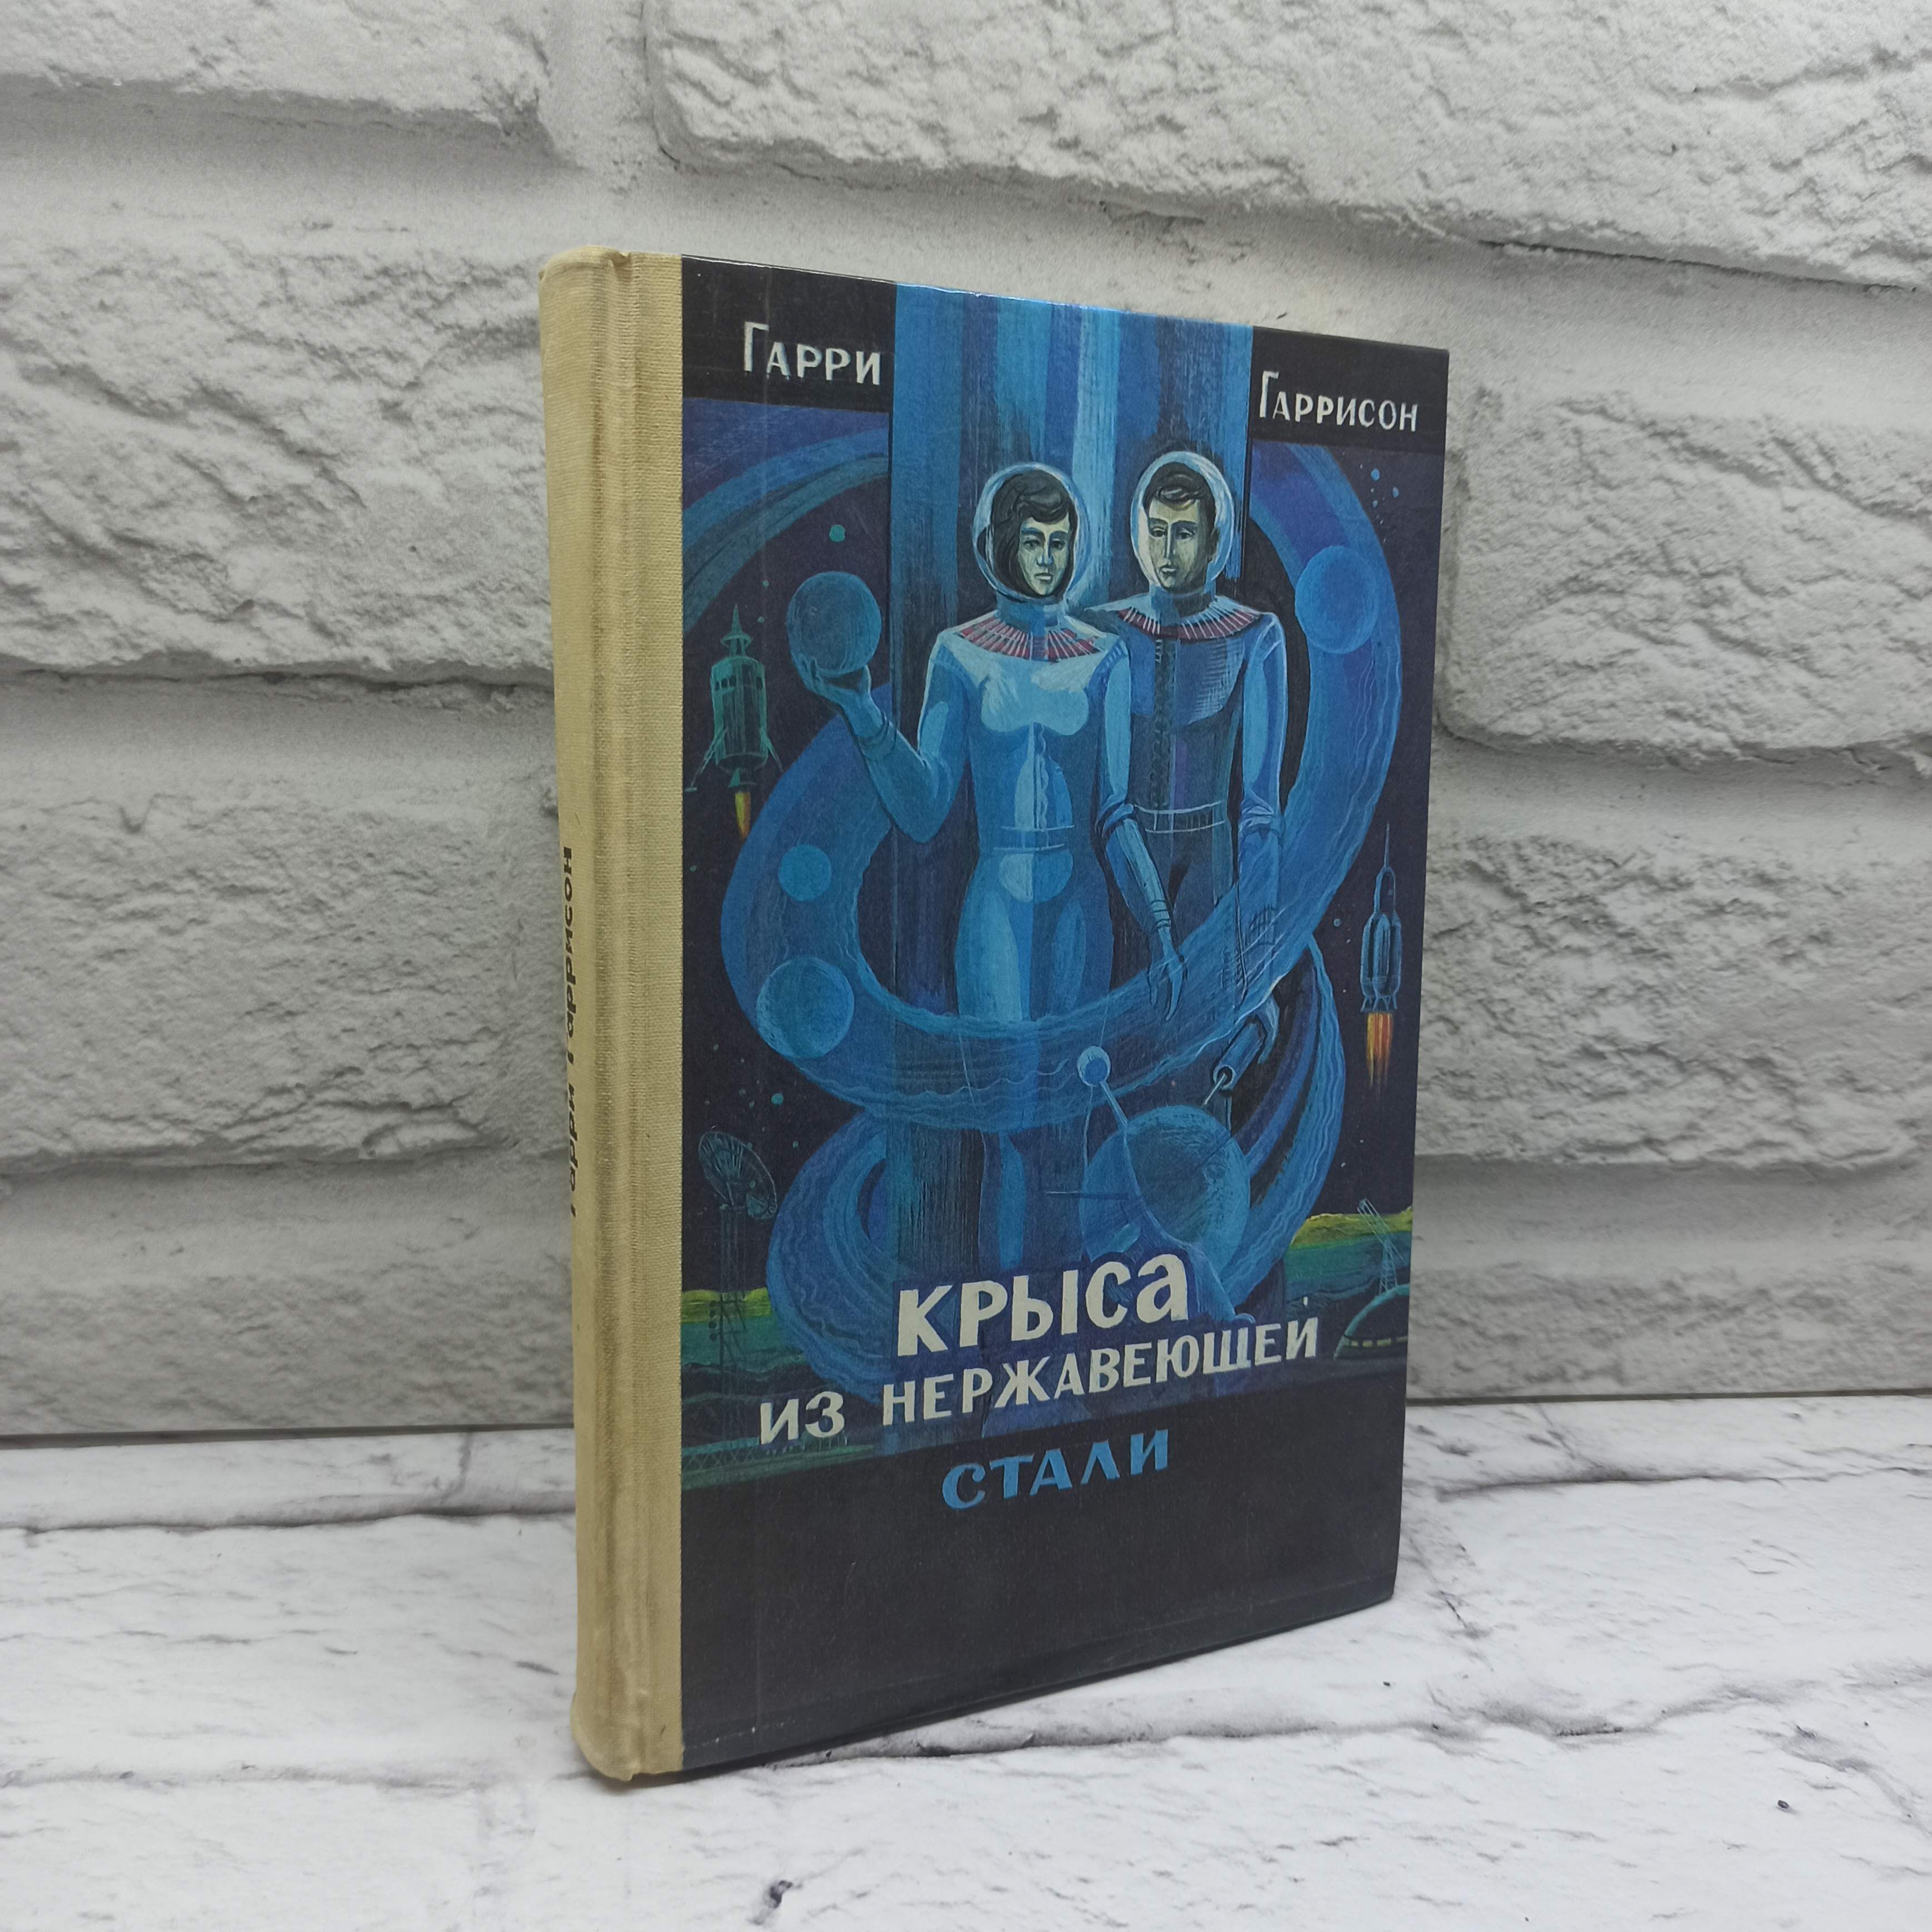 Гарри Гаррисон
Гарри
Гаррисон
Крыса
из нержавеющей
стали